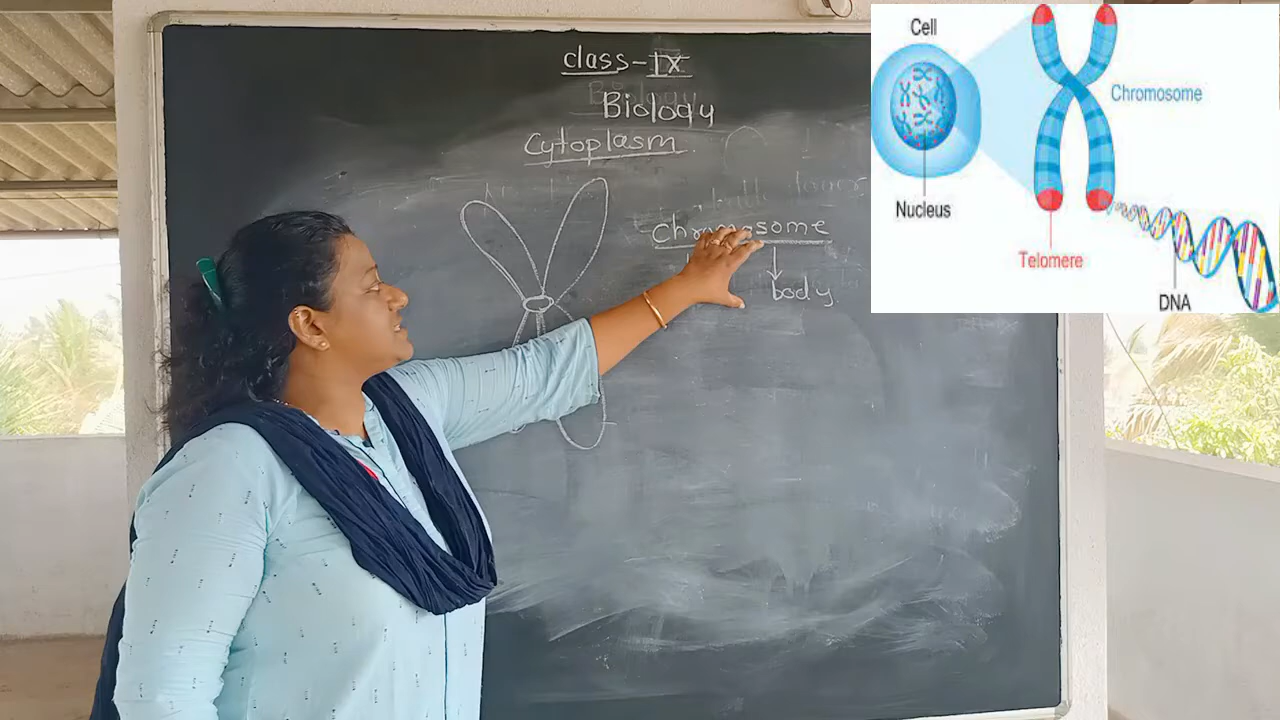 class-IX
Biology
Cytoplasm
Chromosome
body
Cell
Nucleus
Chromosome
Telomere
DNA